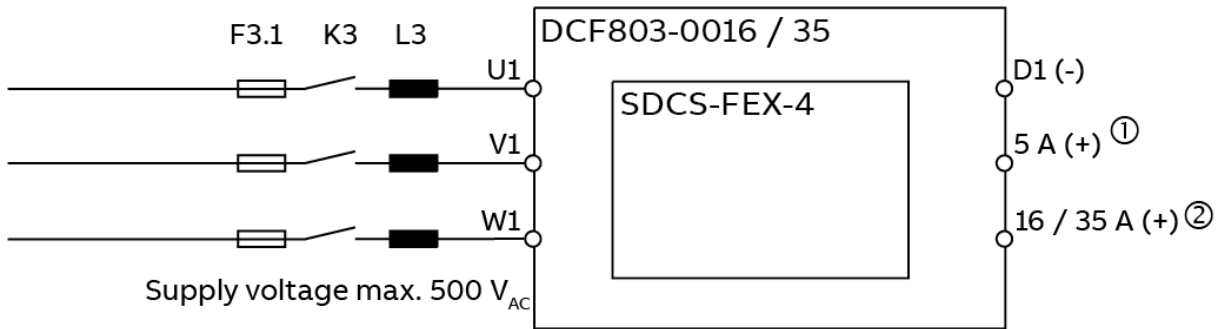 DCF803-0016 / 35
F3.1 K3 L3
U1
D1 (-)
SDCS-FEX-4
V1
5 A (+) ①
W1
16 / 35 A (+) ②
Supply voltage max. 500 VAC